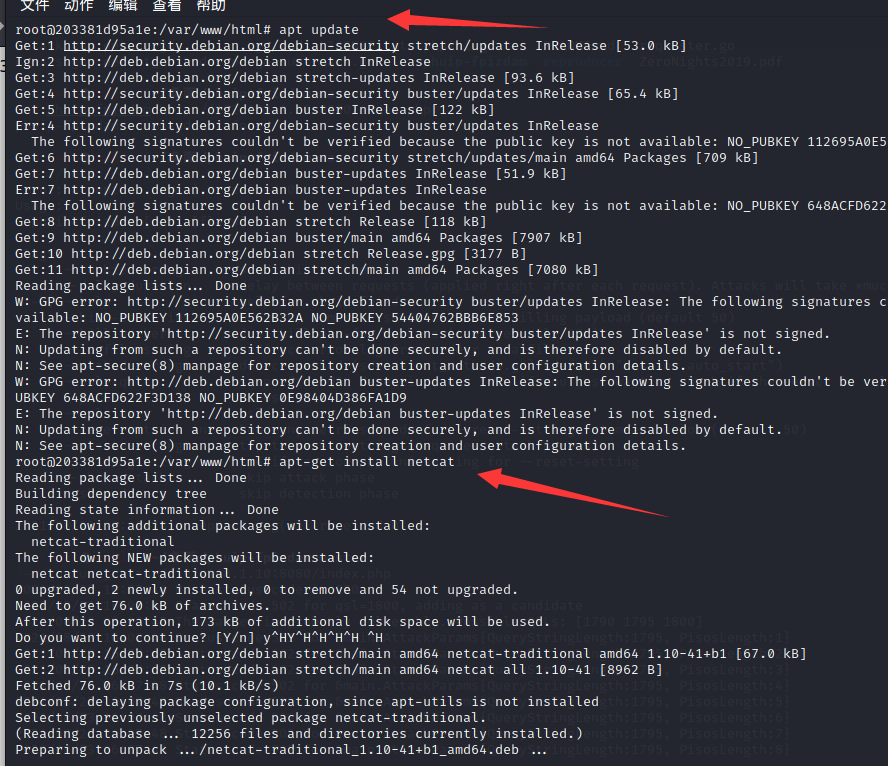 文件 动作 编辑 查看 帮助
root@203381d95a1e:/var/www/html# apt update
Get:1 http://security.debian.org/debian-security stretch/updates InRelease [53.0 kB]
Ign:2 http://deb.debian.org/debian stretch InRelease
Get:3 http://deb.debian.org/debian stretch-updates InRelease [93.6 kB]
Get:4 http://security.debian.org/debian-security buster/updates InRelease [65.4 kB]
Get:5 http://deb.debian.org/debian buster InRelease [122 kB]
Err:4 http://security.debian.org/debian-security buster/updates InRelease
The following signatures couldn't be verified because the public key is not available: NO_PUBKEY 112695A0E5
Get:6 http://security.debian.org/debian-security stretch/updates/main amd64 Packages [709 kB]
Get:7 http://deb.debian.org/debian buster-updates InRelease [51.9 kB]
Err:7 http://deb.debian.org/debian buster-updates InRelease
The following signatures couldn't be verified because the public key is not available: NO_PUBKEY 648ACFD622
Get:8 http://deb.debian.org/debian stretch Release [118 kB]
Get:9 http://deb.debian.org/debian buster/main amd64 Packages [7907 kB]
Get:10 http://deb.debian.org/debian stretch Release.gpg [3177 B]
Get:11 http://deb.debian.org/debian stretch/main amd64 Packages [7080 kB]
Reading package lists... Done
W: GPG error: http://security.debian.org/debian-security buster/updates InRelease: The following signatures c
vailable: NO_PUBKEY 112695A0E562B32A NO_PUBKEY 54404762BBB6E853
E: The repository 'http://security.debian.org/debian-security buster/updates InRelease' is not signed.
N: Updating from such a repository can't be done securely, and is therefore disabled by default.
N: See apt-secure(8) manpage for repository creation and user configuration details.
W: GPG error: http://deb.debian.org/debian buster-updates InRelease: The following signatures couldn't be ver
UBKEY 648ACFD622F3D138 NO_PUBKEY 0E98404D386FA1D9
E: The repository 'http://deb.debian.org/debian buster-updates InRelease' is not signed.
N: Updating from such a repository can't be done securely, and is therefore disabled by default.
N: See apt-secure(8) manpage for repository creation and user configuration details.
root@203381d95a1e:/var/www/html# apt-get install netcat
Reading package lists... Done
Building dependency tree
Reading state information... Done
The following additional packages will be installed:
netcat-traditional
The following NEW packages will be installed:
netcat netcat-traditional
0 upgraded, 2 newly installed, 0 to remove and 54 not upgraded.
Need to get 76.0 kB of archives.
After this operation, 173 kB of additional disk space will be used.
Do you want to continue? [Y/n] y^HY^H^H^H^H ^H
Get:1 http://deb.debian.org/debian stretch/main amd64 netcat-traditional amd64 1.10-41+b1 [67.0 kB]
Get:2 http://deb.debian.org/debian stretch/main amd64 netcat all 1.10-41 [8962 B]
Fetched 76.0 kB in 7s (10.1 kB/s)
debconf: delaying package configuration, since apt-utils is not installed
Selecting previously unselected package netcat-traditional.
(Reading database ... 12256 files and directories currently installed.)
Preparing to unpack .../netcat-traditional_1.10-41+b1_amd64.deb ...